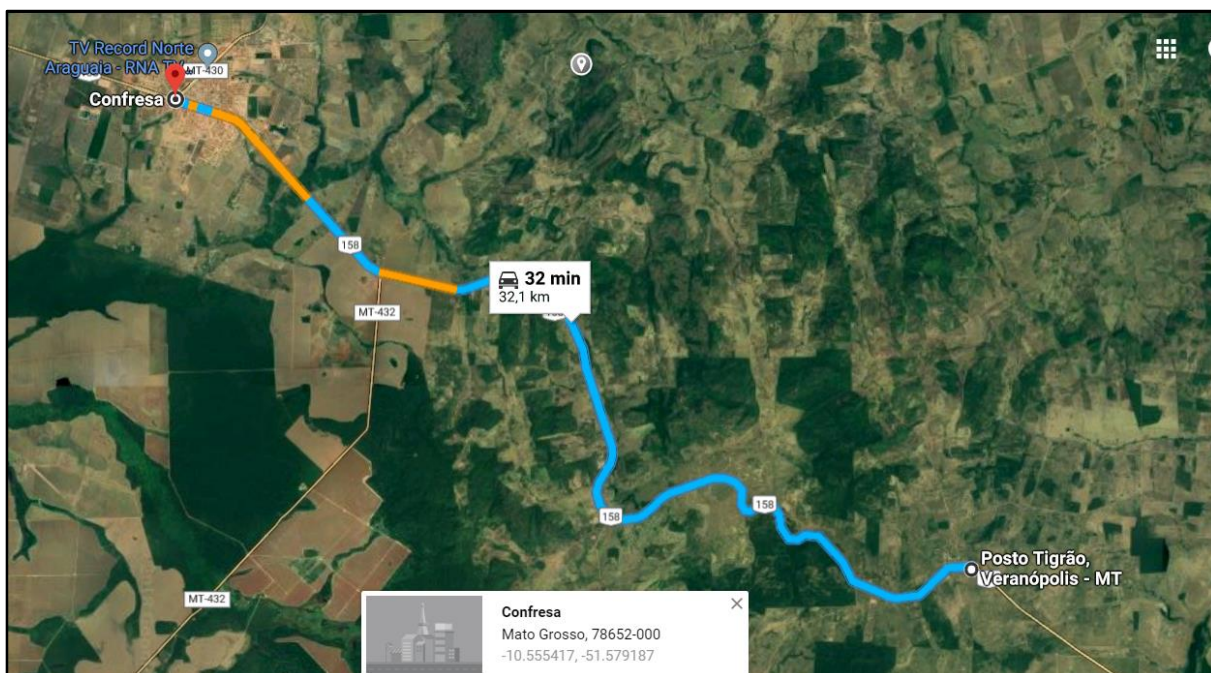 TV Record Norte
Araguaia - RNA TV
MT-430
Confresa
158
32 min
32,1 km
MT-432
158
158
Posto Tigrão,
Veranópolis - MT
MT-432
Confresa
Mato Grosso, 78652-000
-10.555417, -51.579187